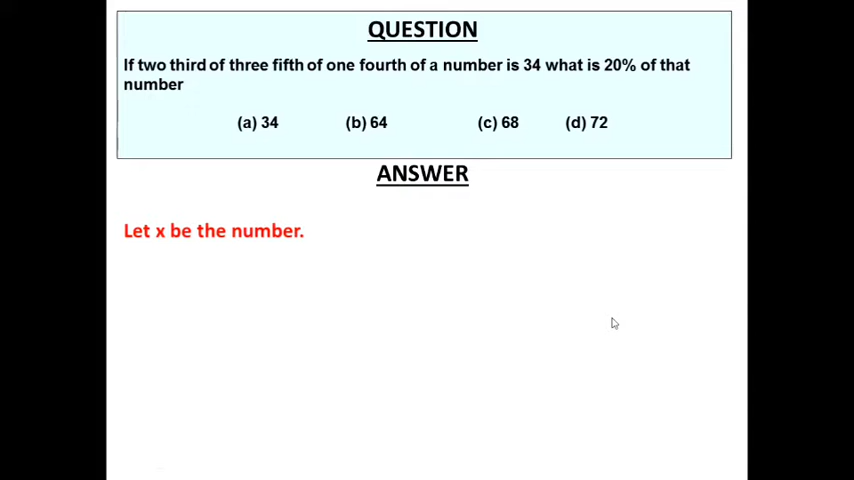 QUESTION
If two third of three fifth of one fourth of a number is 34 what is 20% of that
number
(a) 34 (b) 64 (c) 68 (d) 72
ANSWER
Let x be the number.